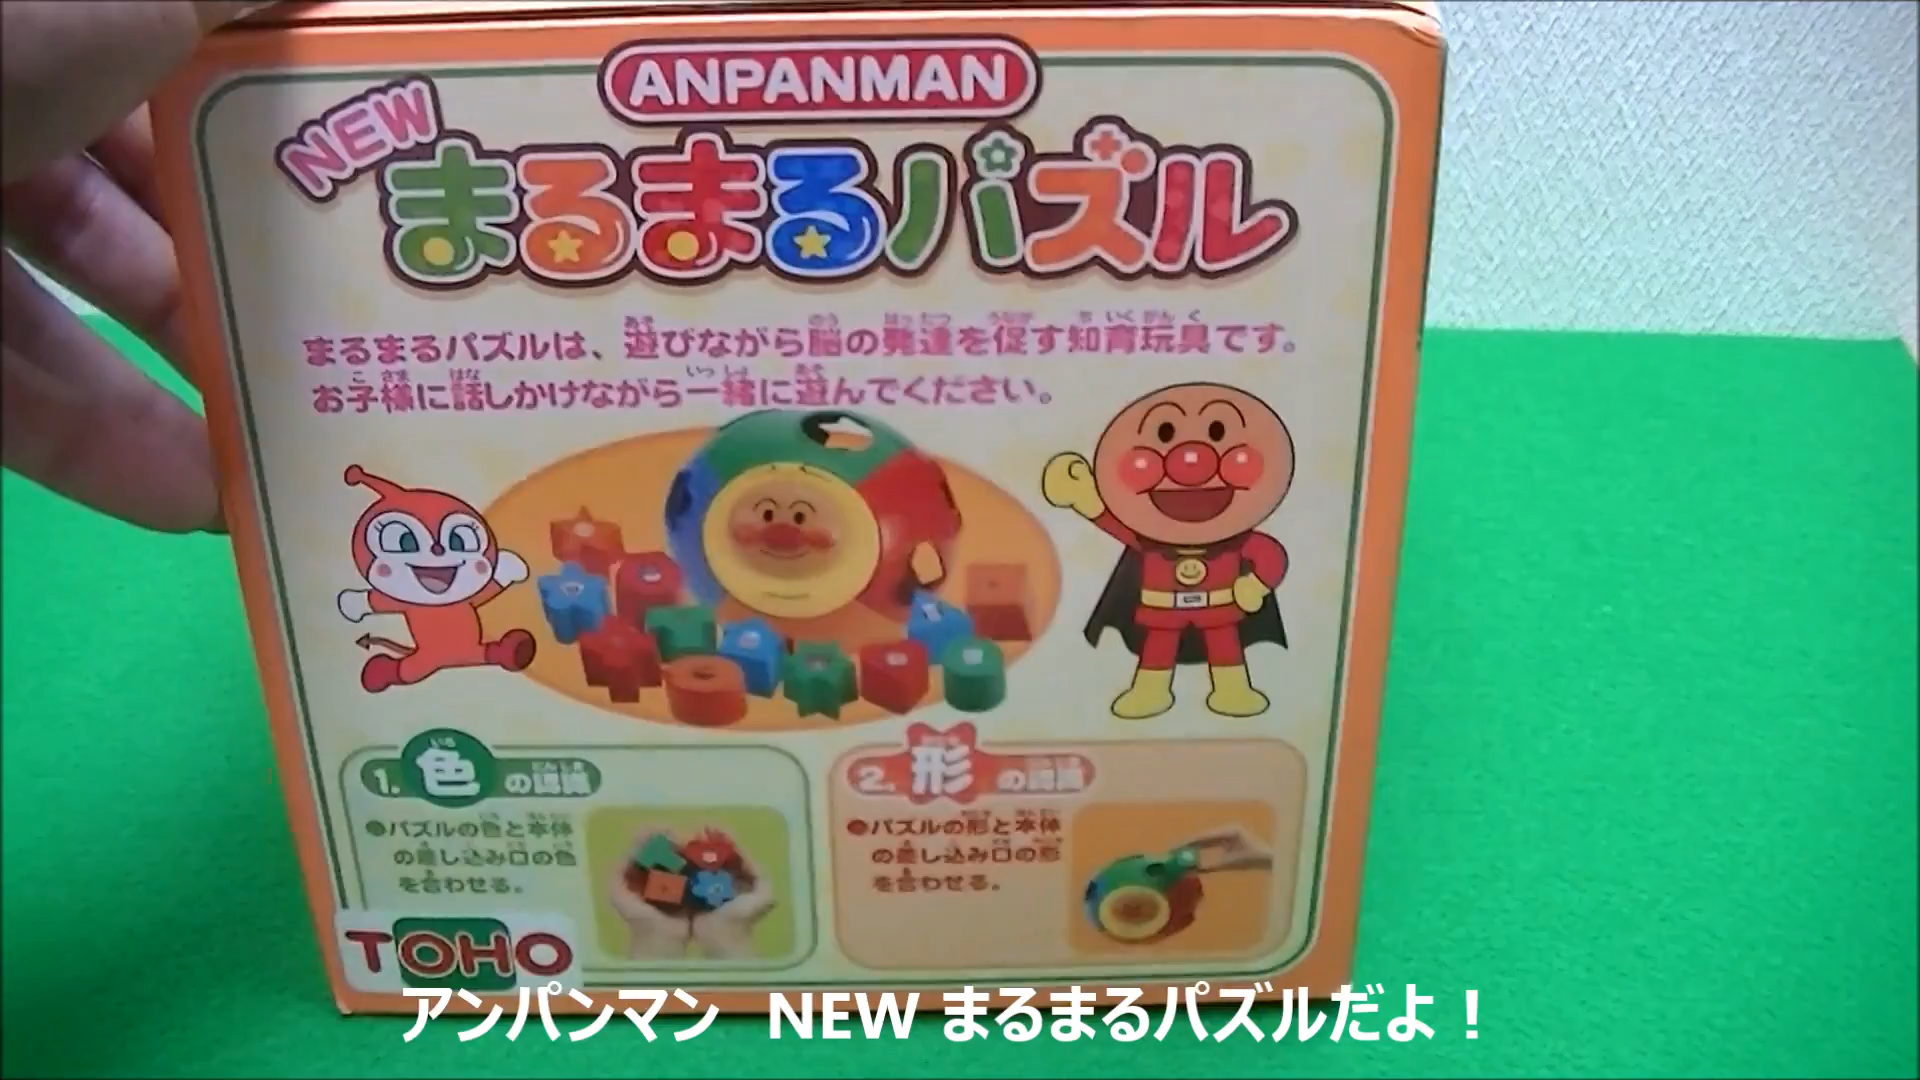 ANPANMAN
NEW
まるまるパズル
まるまるパズルは、遊びながら脳の発達を促す知育玩具です。
お子様に話しかけながら一緒に遊んでください。
1. 色の認識
●パズルの色と本体
の差し込み口の色
を合わせる。
2. 形の認識
●パズルの形と本体
の差し込み口の形
を合わせる。
TOHO
アンパンマン NEW まるまるパズルだよ！